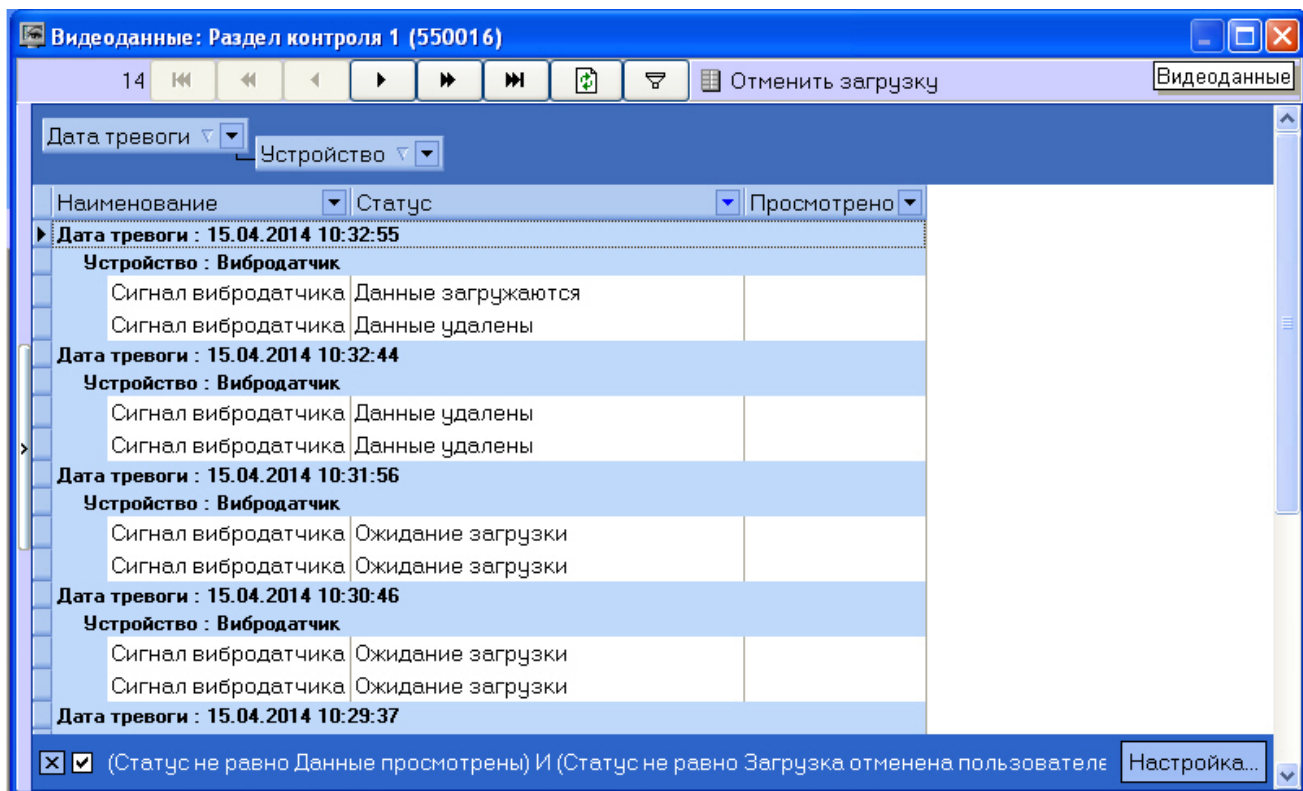 Видеоданные: Раздел контроля 1 (550016)
14 Отменить загрузку Видеоданные
Дата тревоги
Устройство
Наименование Статус Просмотрено
Дата тревоги : 15.04.2014 10:32:55
Устройство : Вибродатчик
Сигнал вибродатчика Данные загружаются
Сигнал вибродатчика Данные удалены
Дата тревоги : 15.04.2014 10:32:44
Устройство : Вибродатчик
Сигнал вибродатчика Данные удалены
Сигнал вибродатчика Данные удалены
Дата тревоги : 15.04.2014 10:31:56
Устройство : Вибродатчик
Сигнал вибродатчика Ожидание загрузки
Сигнал вибродатчика Ожидание загрузки
Дата тревоги : 15.04.2014 10:30:46
Устройство : Вибродатчик
Сигнал вибродатчика Ожидание загрузки
Сигнал вибродатчика Ожидание загрузки
Дата тревоги : 15.04.2014 10:29:37
(Статус не равно Данные просмотрены) И (Статус не равно Загрузка отменена пользователе Настройка...